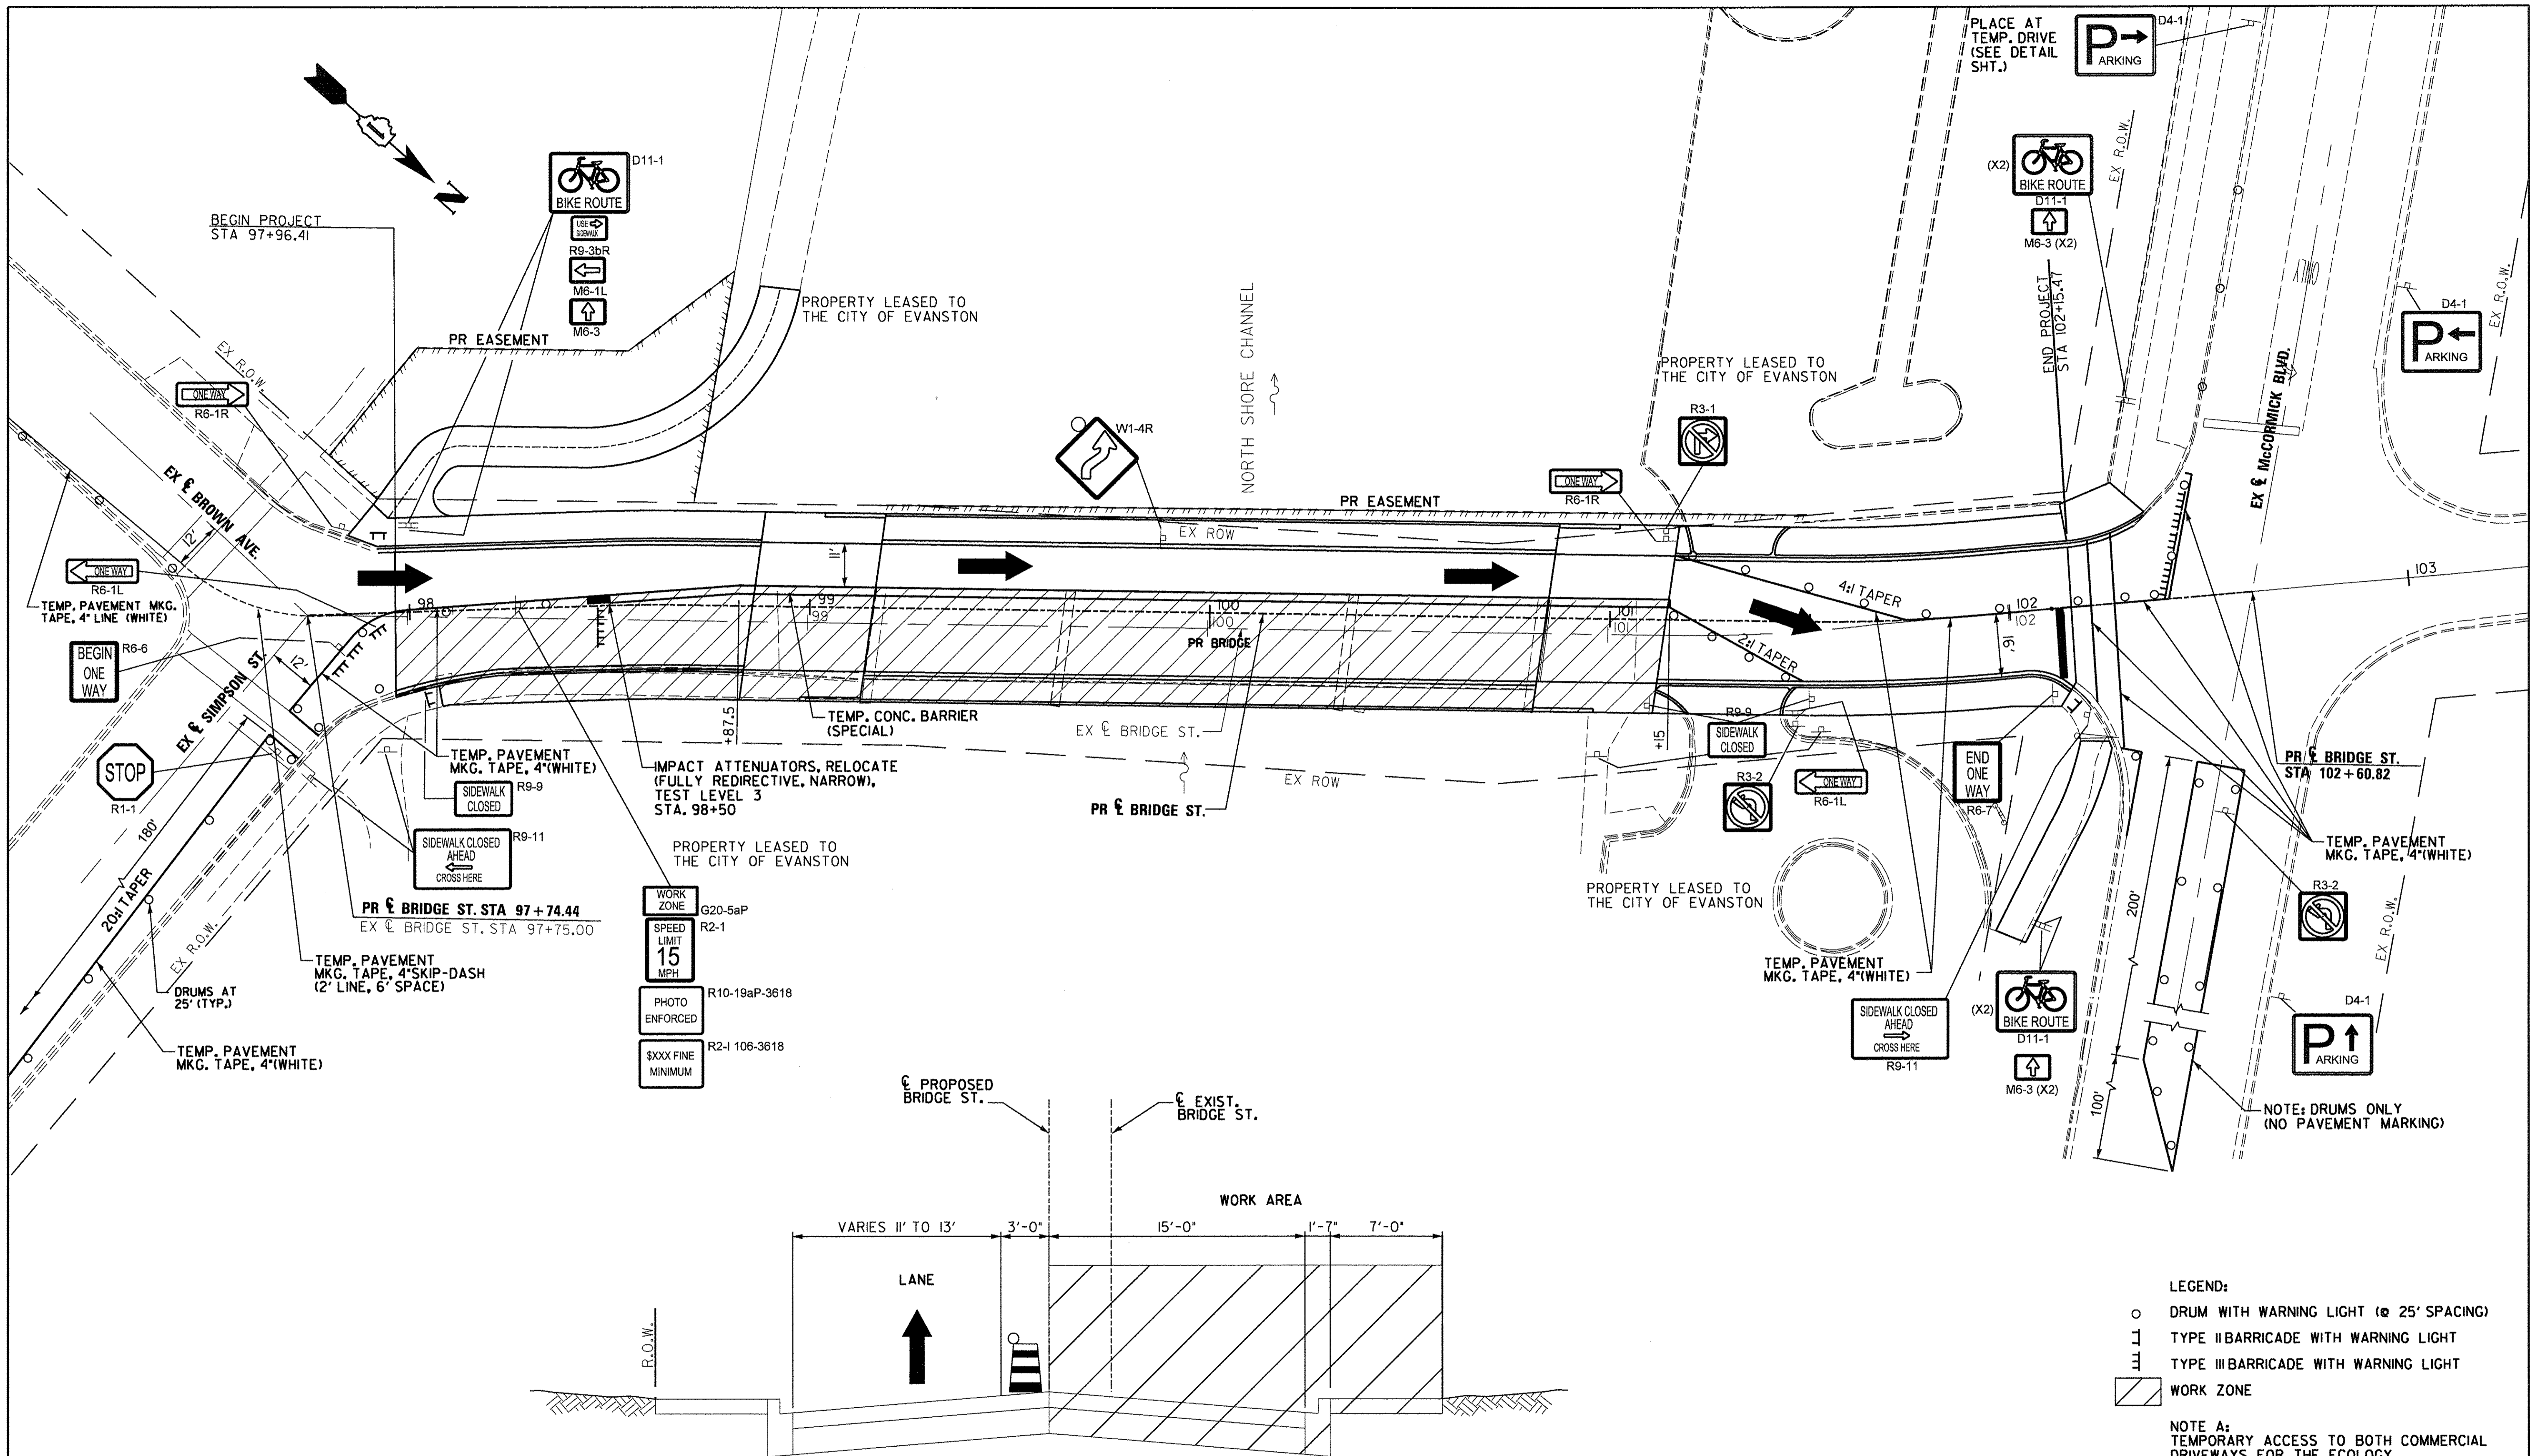 PLACE AT
TEMP. DRIVE
(SEE DETAIL
SHT.)
P
ARKING
D4-1
N
BEGIN PROJECT
STA 97+96.41
BIKE ROUTE
D11-1
USE
SIDEWALK
R9-3bR
M6-1L
M6-3
PR EASEMENT
PROPERTY LEASED TO
THE CITY OF EVANSTON
EX R.O.W.
ONE WAY
R6-1R
EX ℄ BROWN AVE.
12'
NORTH SHORE CHANNEL
W1-4R
PR EASEMENT
EX ROW
PROPERTY LEASED TO
THE CITY OF EVANSTON
R3-1
ONE WAY
R6-1R
(X2)
BIKE ROUTE
D11-1
M6-3 (X2)
EX R.O.W.
END PROJECT
STA 102+15.47
ONLY
EX R.O.W.
D4-1
P
ARKING
EX ℄ McCORMICK BLVD.
ONE WAY
R6-1L
TEMP. PAVEMENT MKG.
TAPE, 4" LINE (WHITE)
BEGIN
ONE
WAY
R6-6
12'
EX ℄ SIMPSON ST.
STOP
R1-1
180'
20:1 TAPER
11'
98
99
99
100
100
101
101
102
102
103
PR BRIDGE
4:1 TAPER
2:1 TAPER
16'
+87.5
+15
TEMP. CONC. BARRIER
(SPECIAL)
EX ℄ BRIDGE ST.
PR ℄ BRIDGE ST.
EX ROW
TEMP. PAVEMENT
MKG. TAPE, 4"(WHITE)
SIDEWALK
CLOSED
R9-9
SIDEWALK CLOSED
AHEAD
CROSS HERE
R9-11
IMPACT ATTENUATORS, RELOCATE
(FULLY REDIRECTIVE, NARROW),
TEST LEVEL 3
STA. 98+50
PROPERTY LEASED TO
THE CITY OF EVANSTON
PR ℄ BRIDGE ST. STA 97+74.44
EX ℄ BRIDGE ST. STA 97+75.00
TEMP. PAVEMENT
MKG. TAPE, 4"SKIP-DASH
(2' LINE, 6' SPACE)
EX R.O.W.
DRUMS AT
25' (TYP.)
TEMP. PAVEMENT
MKG. TAPE, 4"(WHITE)
WORK
ZONE
G20-5aP
SPEED
LIMIT
15
MPH
R2-1
PHOTO
ENFORCED
R10-19aP-3618
$XXX FINE
MINIMUM
R2-I 106-3618
R9-9
SIDEWALK
CLOSED
R3-2
ONE WAY
R6-1L
END
ONE
WAY
R6-7
PROPERTY LEASED TO
THE CITY OF EVANSTON
TEMP. PAVEMENT
MKG. TAPE, 4"(WHITE)
SIDEWALK CLOSED
AHEAD
CROSS HERE
R9-11
(X2)
BIKE ROUTE
D11-1
M6-3 (X2)
PR ℄ BRIDGE ST.
STA 102+60.82
TEMP. PAVEMENT
MKG. TAPE, 4"(WHITE)
R3-2
200'
100'
EX R.O.W.
D4-1
P
ARKING
NOTE: DRUMS ONLY
(NO PAVEMENT MARKING)
℄ PROPOSED
BRIDGE ST.
℄ EXIST.
BRIDGE ST.
WORK AREA
VARIES 11' TO 13'
3'-0"
15'-0"
1'-7"
7'-0"
LANE
R.O.W.
LEGEND:
DRUM WITH WARNING LIGHT (@ 25' SPACING)
TYPE II BARRICADE WITH WARNING LIGHT
TYPE III BARRICADE WITH WARNING LIGHT
WORK ZONE
NOTE A:
TEMPORARY ACCESS TO BOTH COMMERCIAL
DRIVEWAYS FOR THE ECOLOGY